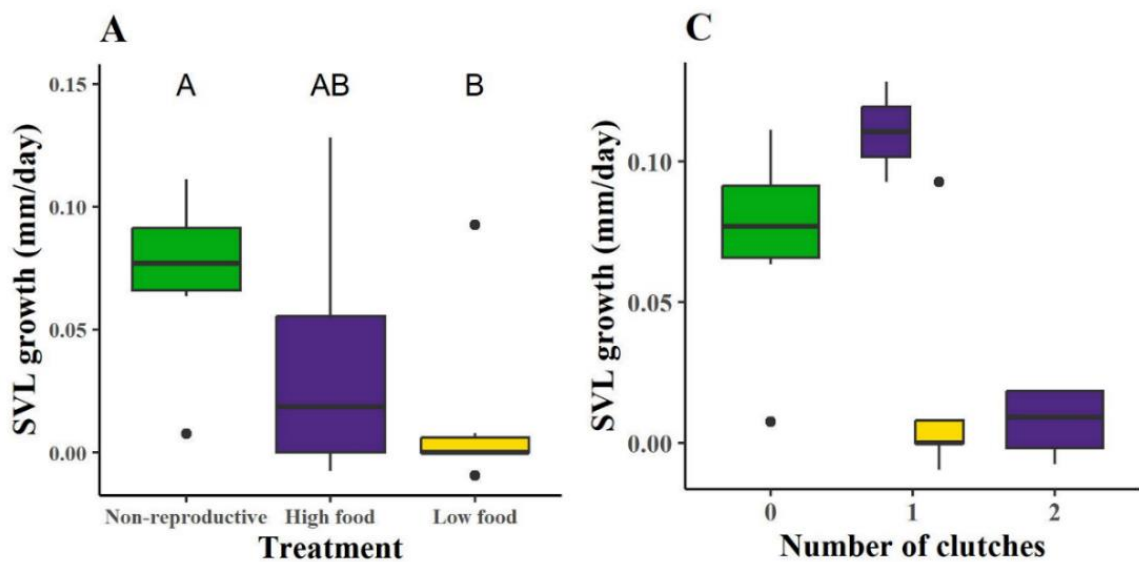 A
SVL growth (mm/day)
0.15
0.10
0.05
0.00
A AB B
Non-reproductive High food Low food
Treatment
C
SVL growth (mm/day)
0.10
0.05
0.00
0 1 2
Number of clutches